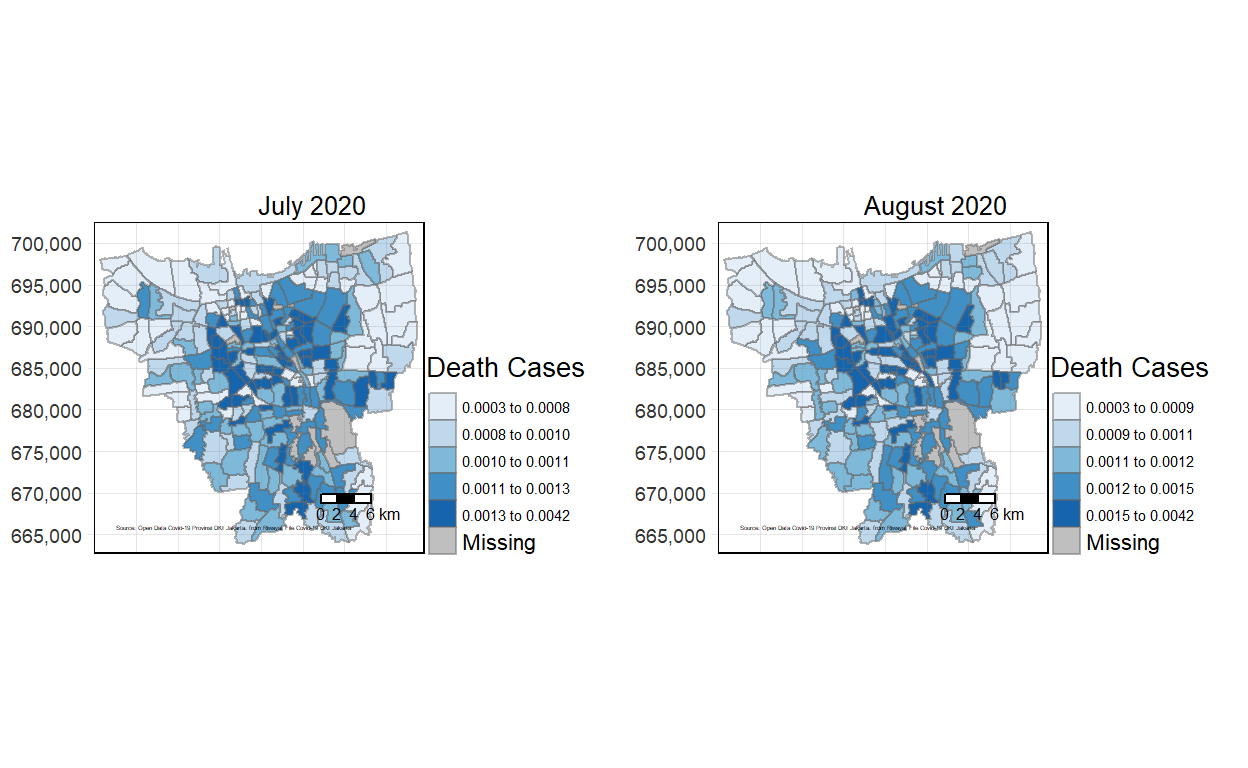 July 2020
700,000
695,000
690,000
685,000
680,000
675,000
670,000
665,000
Death Cases
0.0003 to 0.0008
0.0008 to 0.0010
0.0010 to 0.0011
0.0011 to 0.0013
0.0013 to 0.0042
Missing
0 2 4 6 km
Source. Open Data Covid-19 Provinsi DKI Jakarta. from Riwayat File Covid-19 DKI Jakarta
August 2020
700,000
695,000
690,000
685,000
680,000
675,000
670,000
665,000
Death Cases
0.0003 to 0.0009
0.0009 to 0.0011
0.0011 to 0.0012
0.0012 to 0.0015
0.0015 to 0.0042
Missing
0 2 4 6 km
Source. Open Data Covid-19 Provinsi DKI Jakarta. from Riwayat File Covid-19 DKI Jakarta